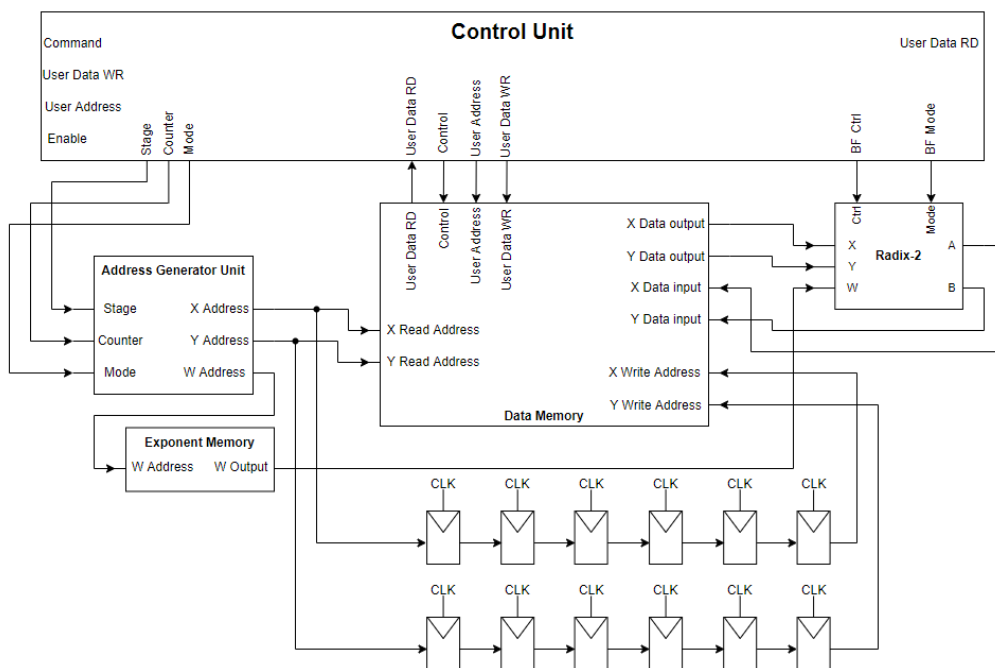 Control Unit
Command
User Data RD
User Data WR
User Address
Enable
Stage
Counter
Mode
User Data RD
Control
User Address
User Data WR
BF Ctrl
BF Mode
User Data RD
Control
User Address
User Data WR
X Data output
Y Data output
X Data input
Y Data input
X Read Address
Y Read Address
X Write Address
Y Write Address
Data Memory
Ctrl
Mode
X
A
Radix-2
Y
W
B
Address Generator Unit
Stage
X Address
Counter
Y Address
Mode
W Address
Exponent Memory
W Address
W Output
CLK
CLK
CLK
CLK
CLK
CLK
CLK
CLK
CLK
CLK
CLK
CLK